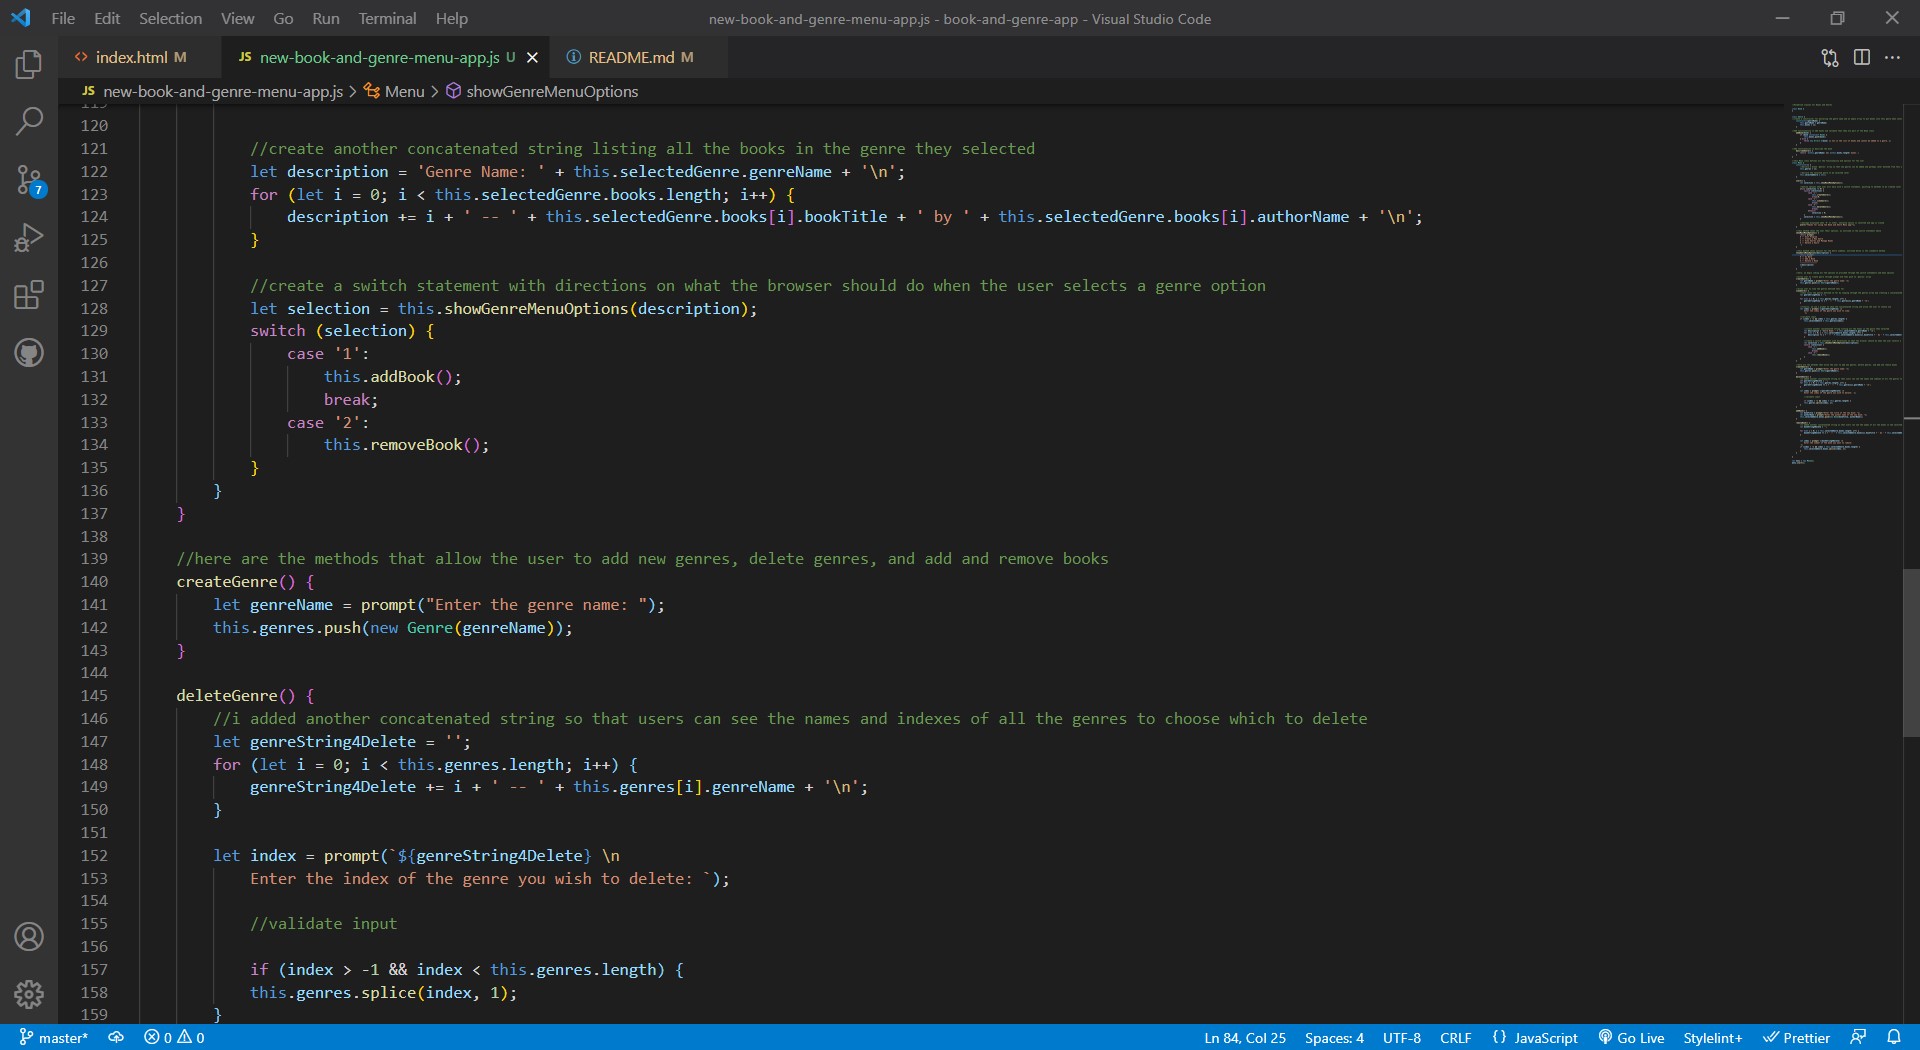 File Edit Selection View Go Run Terminal Help new-book-and-genre-menu-app.js - book-and-genre-app - Visual Studio Code
<> index.html M JS new-book-and-genre-menu-app.js U README.md M
JS new-book-and-genre-menu-app.js > Menu > showGenreMenuOptions
119
120
121 //create another concatenated string listing all the books in the genre they selected
122 let description = 'Genre Name: ' + this.selectedGenre.genreName + '\n';
123 for (let i = 0; i < this.selectedGenre.books.length; i++) {
124 description += i + ' -- ' + this.selectedGenre.books[i].bookTitle + ' by ' + this.selectedGenre.books[i].authorName + '\n';
125 }
126
127 //create a switch statement with directions on what the browser should do when the user selects a genre option
128 let selection = this.showGenreMenuOptions(description);
129 switch (selection) {
130 case '1':
131 this.addBook();
132 break;
133 case '2':
134 this.removeBook();
135 }
136 }
137 }
138
139 //here are the methods that allow the user to add new genres, delete genres, and add and remove books
140 createGenre() {
141 let genreName = prompt("Enter the genre name: ");
142 this.genres.push(new Genre(genreName));
143 }
144
145 deleteGenre() {
146 //i added another concatenated string so that users can see the names and indexes of all the genres to choose which to delete
147 let genreString4Delete = '';
148 for (let i = 0; i < this.genres.length; i++) {
149 genreString4Delete += i + ' -- ' + this.genres[i].genreName + '\n';
150 }
151
152 let index = prompt(`${genreString4Delete} \n
153 Enter the index of the genre you wish to delete: `);
154
155 //validate input
156
157 if (index > -1 && index < this.genres.length) {
158 this.genres.splice(index, 1);
159 }
7
master* 0 0 Ln 84, Col 25 Spaces: 4 UTF-8 CRLF {} JavaScript Go Live Stylelint+ Prettier